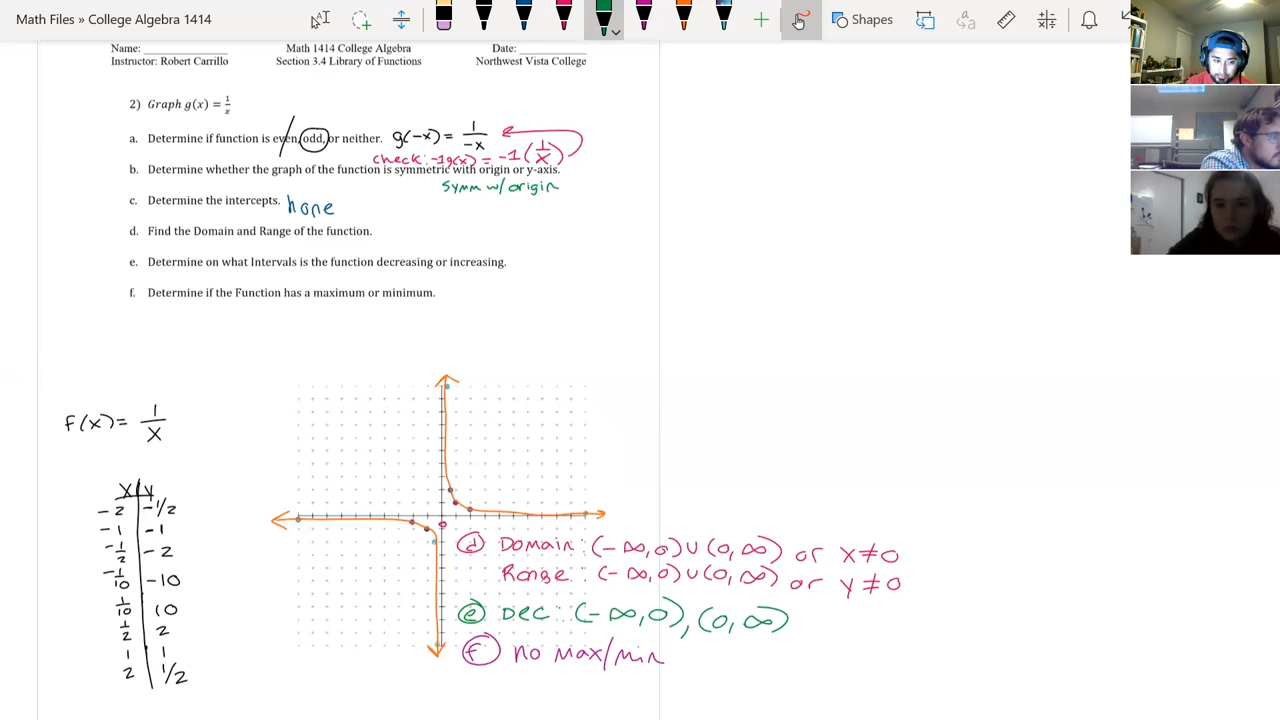 Math Files » College Algebra 1414
Shapes
Name: ____________ Math 1414 College Algebra Date: ____________
Instructor: Robert Carrillo Section 3.4 Library of Functions Northwest Vista College
2) Graph g(x) = 1/x
a. Determine if function is even, odd, or neither. g(-x) = 1/-x
check: -1g(x) = -1(1/x)
b. Determine whether the graph of the function is symmetric with origin or y-axis.
symm w/ origin
c. Determine the intercepts. none
d. Find the Domain and Range of the function.
e. Determine on what Intervals is the function decreasing or increasing.
f. Determine if the Function has a maximum or minimum.
f(x) = 1/x
x | y
-2 | -1/2
-1 | -1
-1/2 | -2
-1/10 | -10
1/10 | 10
1/2 | 2
1 | 1
2 | 1/2
d Domain: (-∞,0)∪(0,∞) or x≠0
Range: (-∞,0)∪(0,∞) or y≠0
e Dec: (-∞,0), (0,∞)
f no max/min